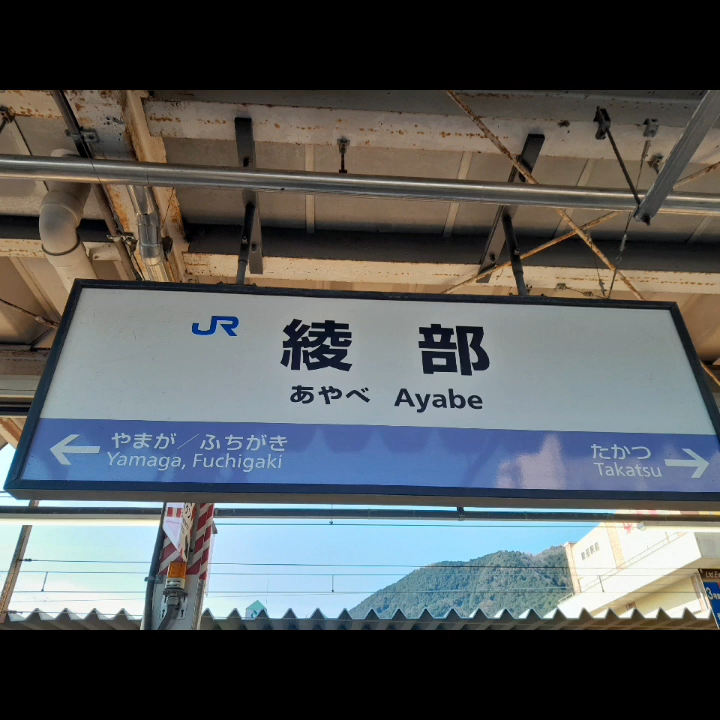 JR 綾部
あやべ Ayabe
← やまが／ふちがき
Yamaga, Fuchigaki
たかつ →
Takatsu